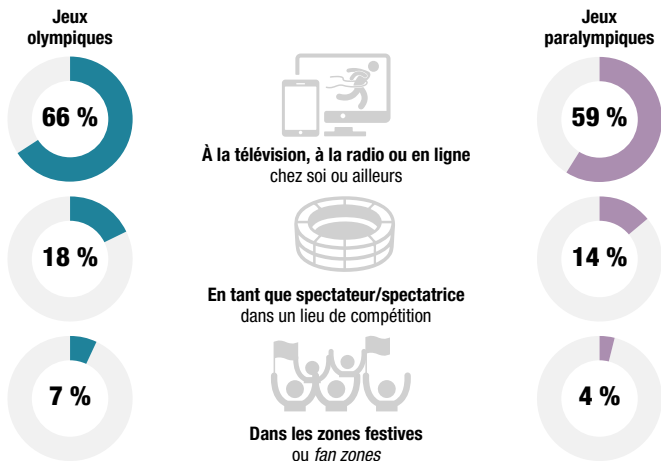 Jeux
olympiques
Jeux
paralympiques
66 %
59 %
À la télévision, à la radio ou en ligne
chez soi ou ailleurs
18 %
14 %
En tant que spectateur/spectatrice
dans un lieu de compétition
7 %
4 %
Dans les zones festives
ou fan zones